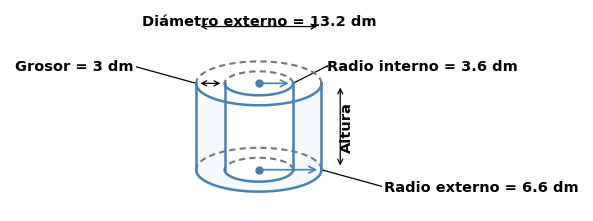 Diámetro externo = 13.2 dm
Grosor = 3 dm
Radio interno = 3.6 dm
Altura
Radio externo = 6.6 dm